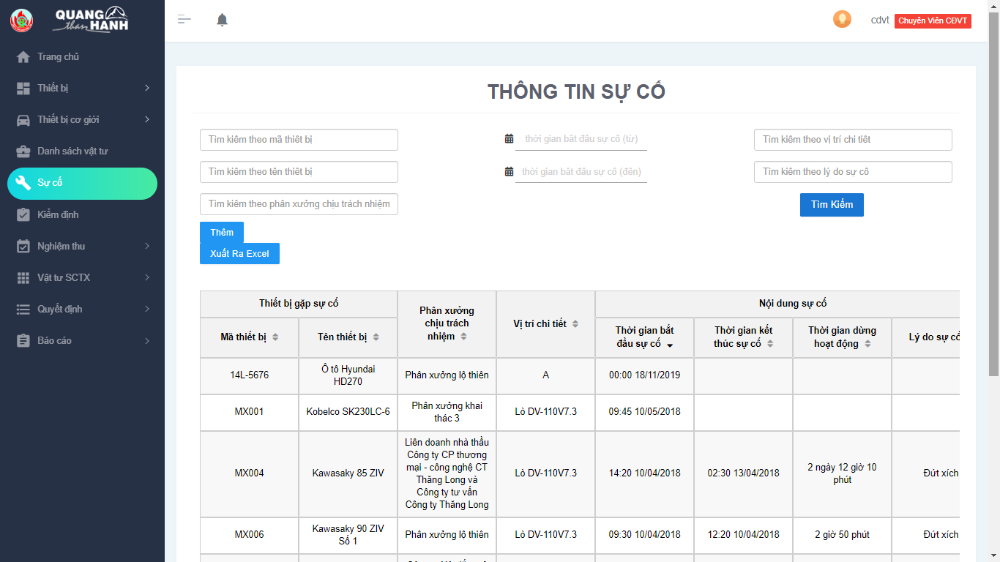 QUANG
than HANH
cdvt
Chuyên Viên CĐVT
Trang chủ
Thiết bị
Thiết bị cơ giới
Danh sách vật tư
Sự cố
Kiểm định
Nghiệm thu
Vật tư SCTX
Quyết định
Báo cáo
THÔNG TIN SỰ CỐ
Tìm kiếm theo mã thiết bị
thời gian bắt đầu sự cố (từ)
Tìm kiếm theo vị trí chi tiết
Tìm kiếm theo tên thiết bị
thời gian bắt đầu sự cố (đến)
Tìm kiếm theo lý do sự cố
Tìm kiếm theo phân xưởng chịu trách nhiệm
Tìm Kiếm
Thêm
Xuất Ra Excel
Thiết bị gặp sự cố
Phân xưởng
chịu trách
nhiệm
Vị trí chi tiết
Nội dung sự cố
Mã thiết bị
Tên thiết bị
Thời gian bắt
đầu sự cố
Thời gian kết
thúc sự cố
Thời gian dừng
hoạt động
Lý do sự cố
14L-5676
Ô tô Hyundai
HD270
Phân xưởng lộ thiên
A
00:00 18/11/2019
MX001
Kobelco SK230LC-6
Phân xưởng khai
thác 3
Lò DV-110V7.3
09:45 10/05/2018
MX004
Kawasaky 85 ZIV
Liên doanh nhà thầu
Công ty CP thương
mại - công nghệ CT
Thăng Long và
Công ty tư vấn
Công ty Thăng Long
Lò DV-110V7.3
14:20 10/04/2018
02:30 13/04/2018
2 ngày 12 giờ 10
phút
Đứt xích
MX006
Kawasaky 90 ZIV
Số 1
Phân xưởng lộ thiên
Lò DV-110V7.3
09:30 10/04/2018
12:20 10/04/2018
2 giờ 50 phút
Đứt xích